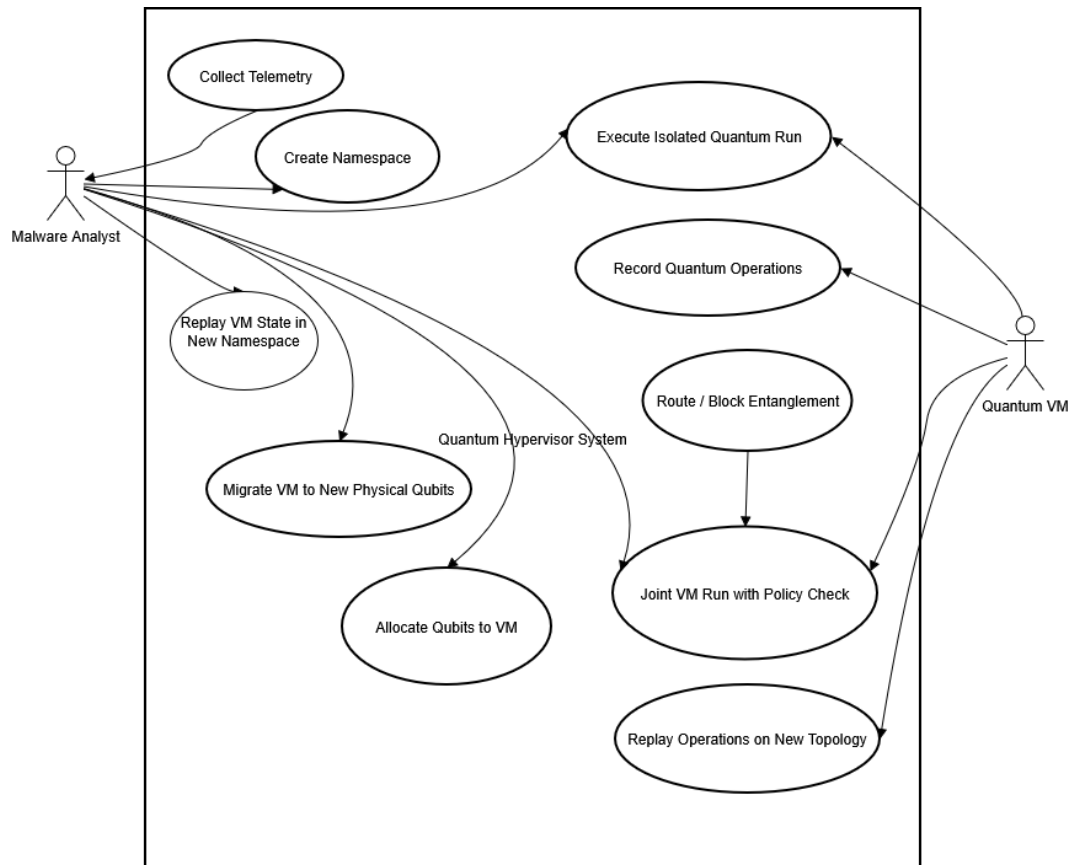 Collect Telemetry
Execute Isolated Quantum Run
Create Namespace
Malware Analyst
Record Quantum Operations
Replay VM State in
New Namespace
Route / Block Entanglement
Quantum VM
Quantum Hypervisor System
Migrate VM to New Physical Qubits
Joint VM Run with Policy Check
Allocate Qubits to VM
Replay Operations on New Topology